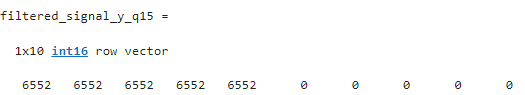 filtered_signal_y_q15 =
1x10 int16 row vector
6552 6552 6552 6552 6552 0 0 0 0 0